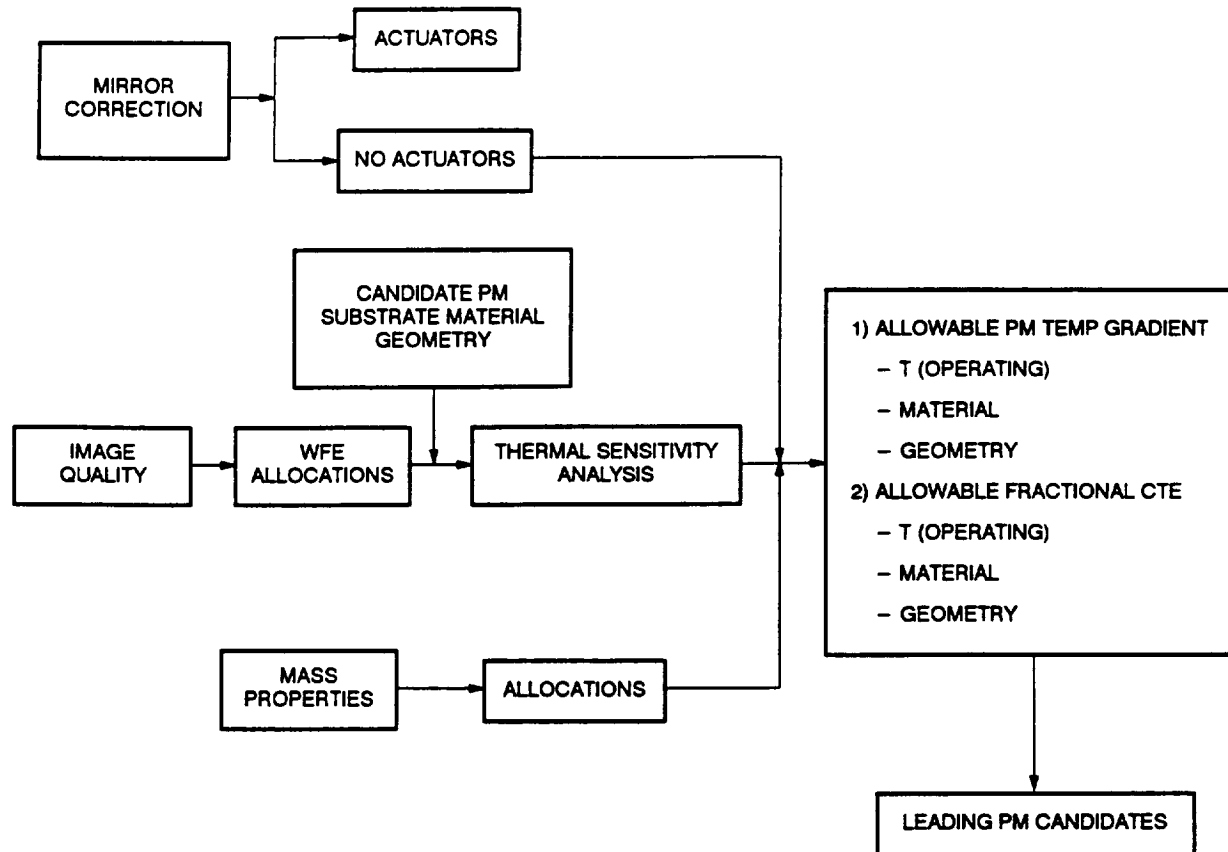 ACTUATORS
MIRROR
CORRECTION
NO ACTUATORS
CANDIDATE PM
SUBSTRATE MATERIAL
GEOMETRY
IMAGE
QUALITY
WFE
ALLOCATIONS
THERMAL SENSITIVITY
ANALYSIS
MASS
PROPERTIES
ALLOCATIONS
1) ALLOWABLE PM TEMP GRADIENT
– T (OPERATING)
– MATERIAL
– GEOMETRY
2) ALLOWABLE FRACTIONAL CTE
– T (OPERATING)
– MATERIAL
– GEOMETRY
LEADING PM CANDIDATES